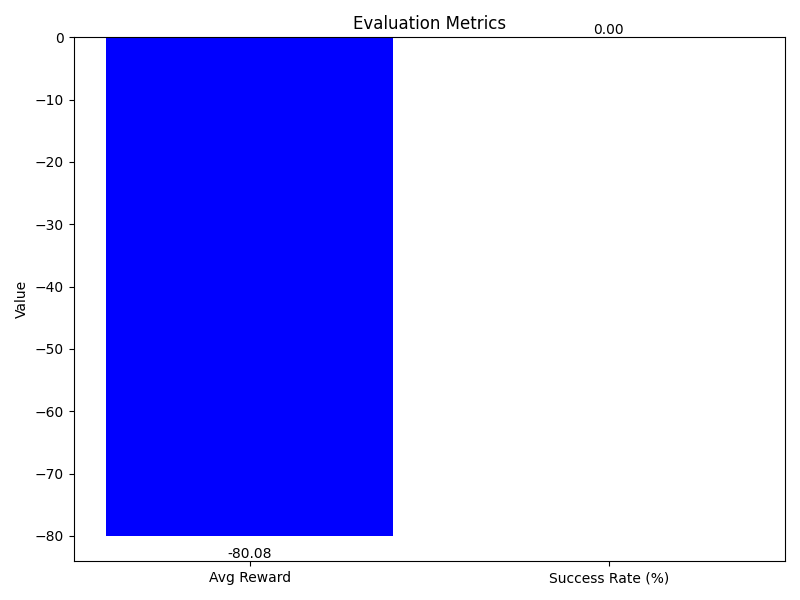 Evaluation Metrics
0.00
0
−10
−20
−30
−40
−50
−60
−70
−80
Value
-80.08
Avg Reward
Success Rate (%)